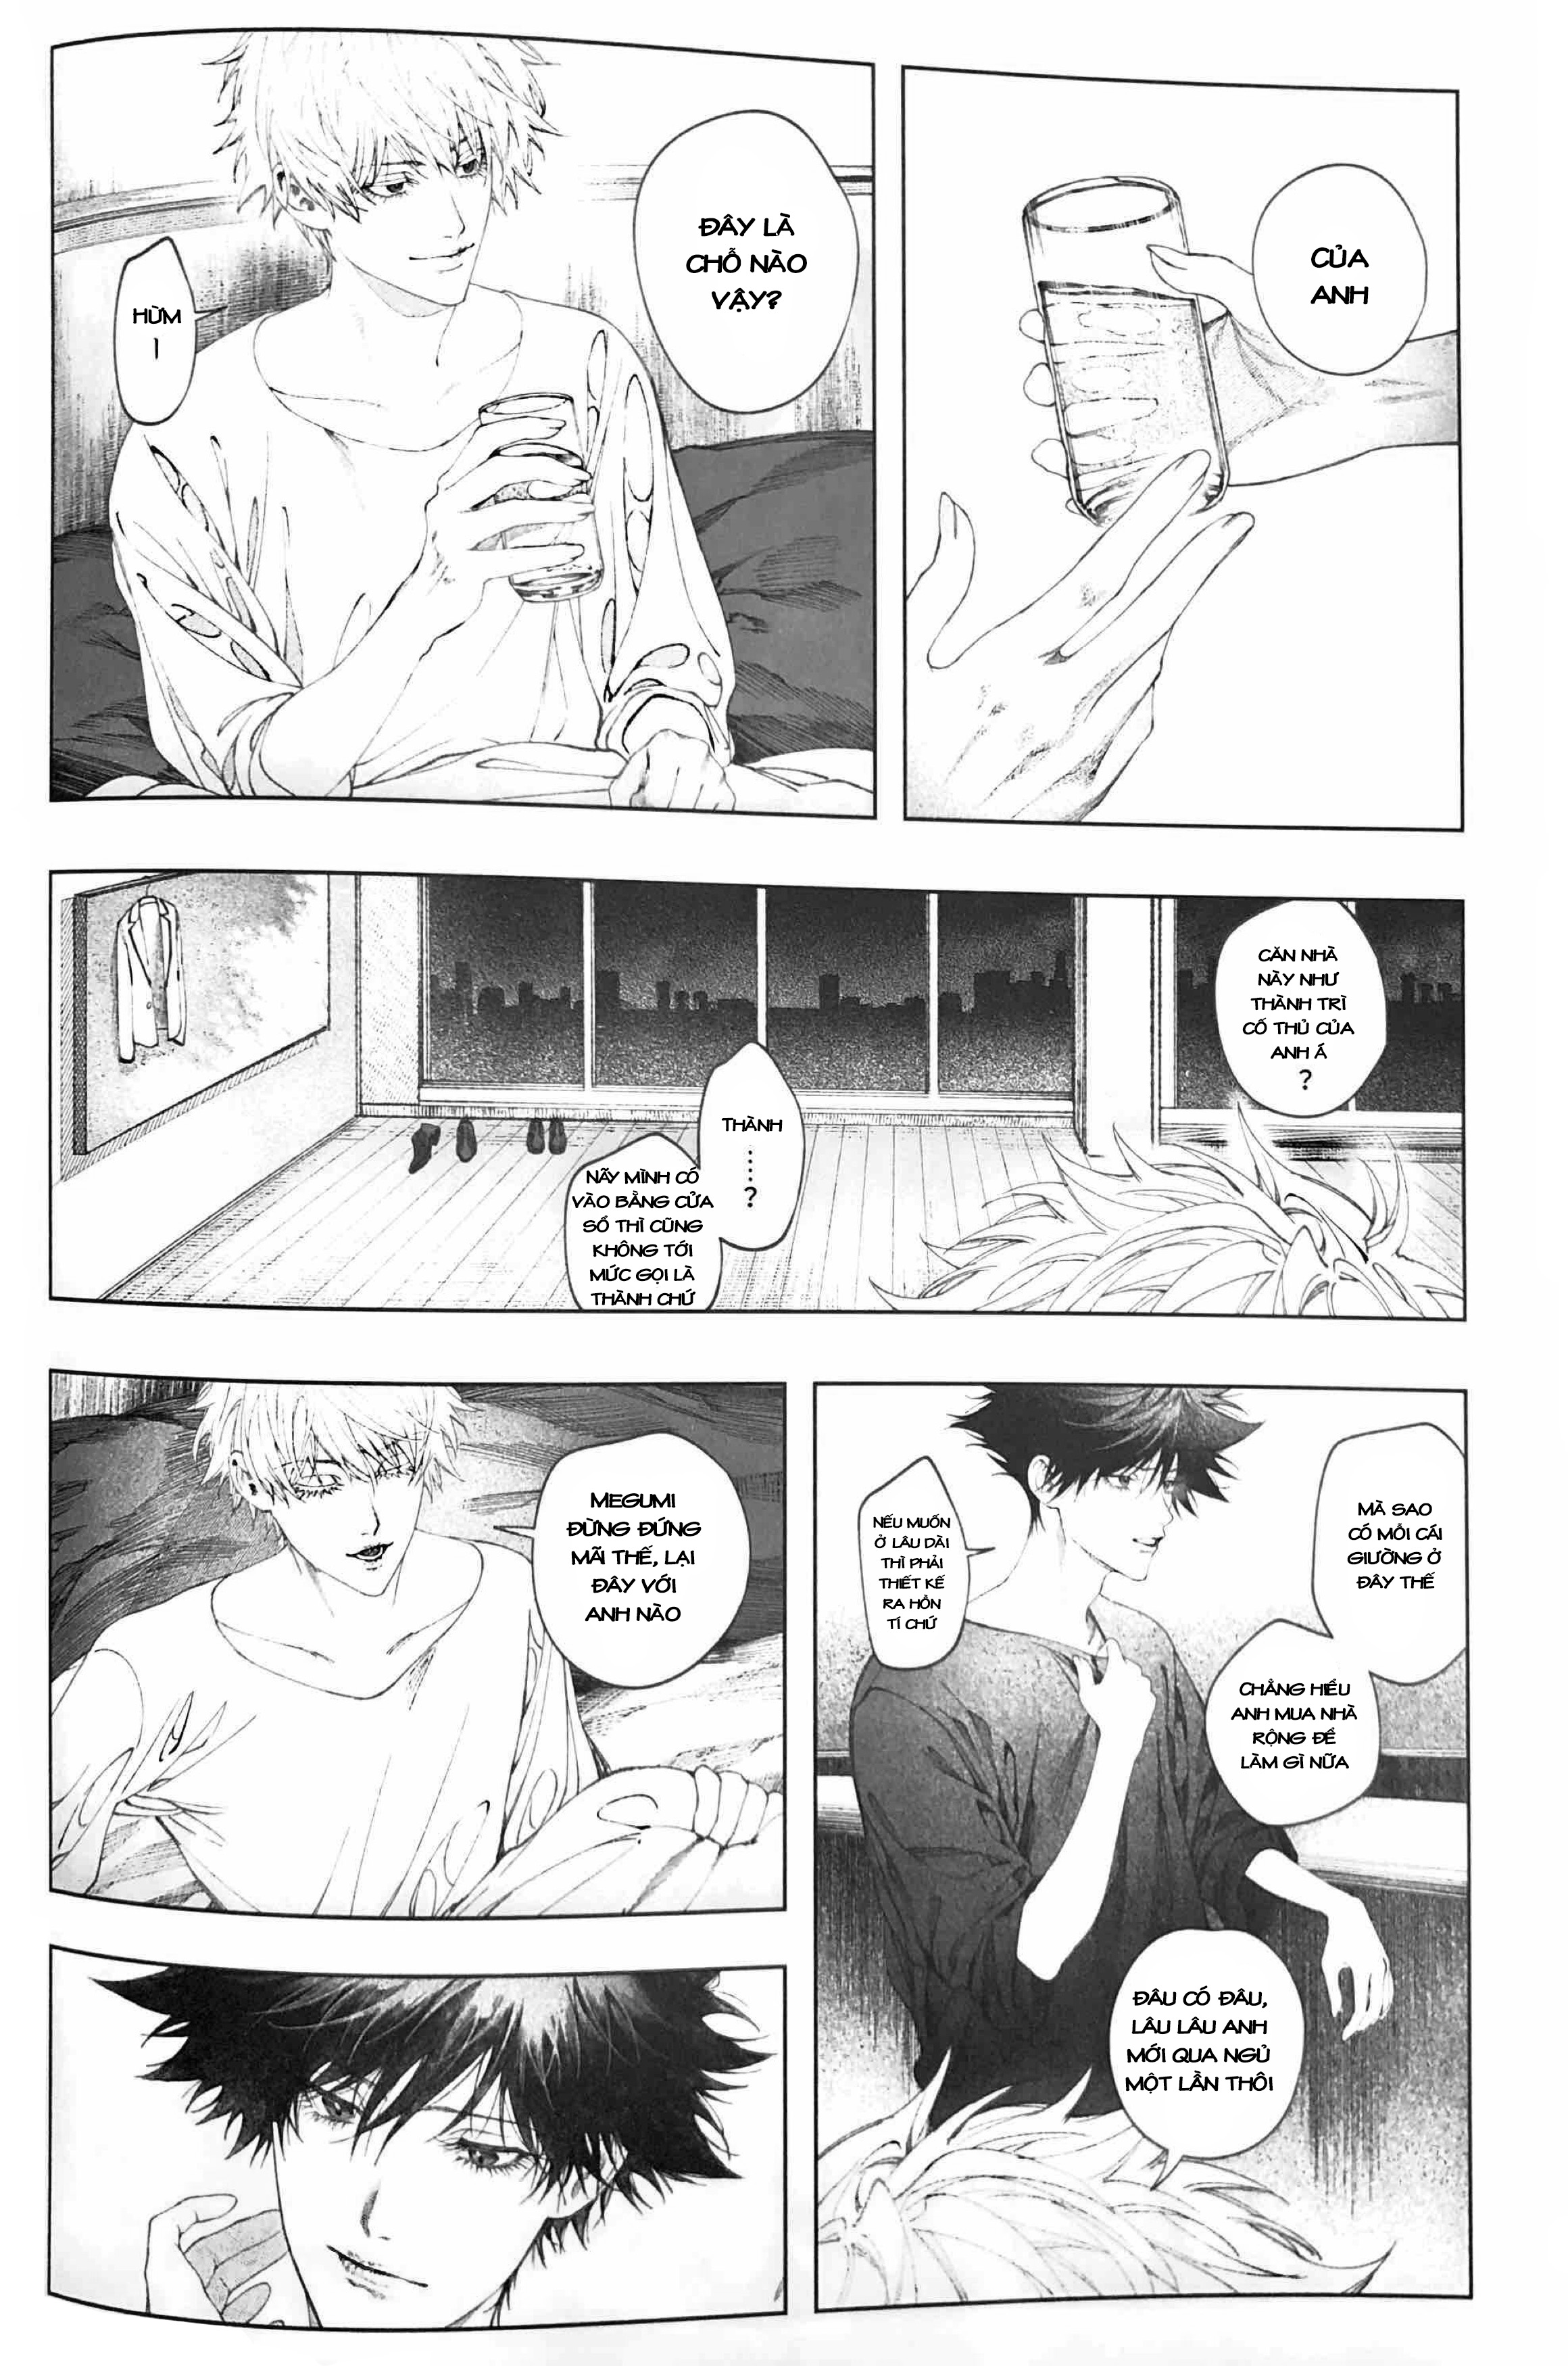 CỦA
ANH
ĐÂY LÀ
CHỖ NÀO
VẬY?
HỪM
CĂN NHÀ
NÀY NHƯ
THÀNH TRÌ
CỐ THỦ CỦA
ANH Á
?
THÀNH
......?
NÃY MÌNH CÓ
VÀO BẰNG CỬA
SỔ THÌ CŨNG
KHÔNG TỚI
MỨC GỌI LÀ
THÀNH CHỨ
MÀ SAO
CÓ MỖI CÁI
GIƯỜNG Ở
ĐÂY THẾ
CHẲNG HIỂU
ANH MUA NHÀ
RỘNG ĐỂ
LÀM GÌ NỮA
NẾU MUỐN
Ở LÂU DÀI
THÌ PHẢI
THIẾT KẾ
RA HỒN
TÍ CHỨ
ĐÂU CÓ ĐÂU,
LÂU LÂU ANH
MỚI QUA NGỦ
MỘT LẦN THÔI
MEGUMI
ĐỪNG ĐỨNG
MÃI THẾ, LẠI
ĐÂY VỚI
ANH NÀO